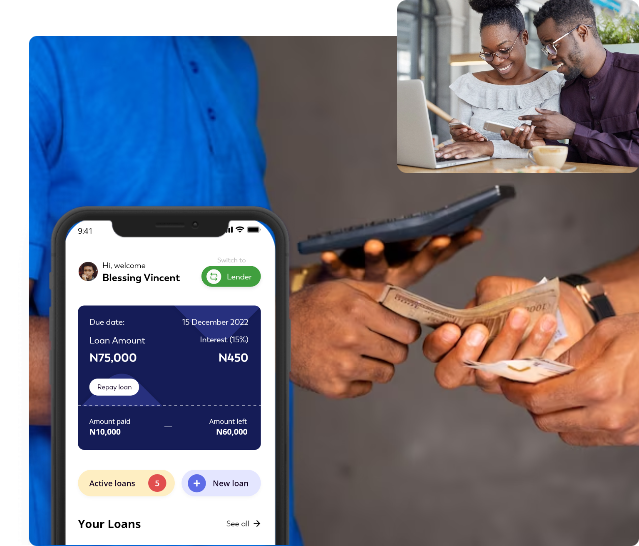 9:41
Switch to
Hi, welcome
Blessing Vincent
Lender
Due date: 15 December 2022
Loan Amount Interest (15%)
N75,000 N450
Repay loan
Amount paid Amount left
N10,000 — N60,000
Active loans 5 + New loan
Your Loans See all →